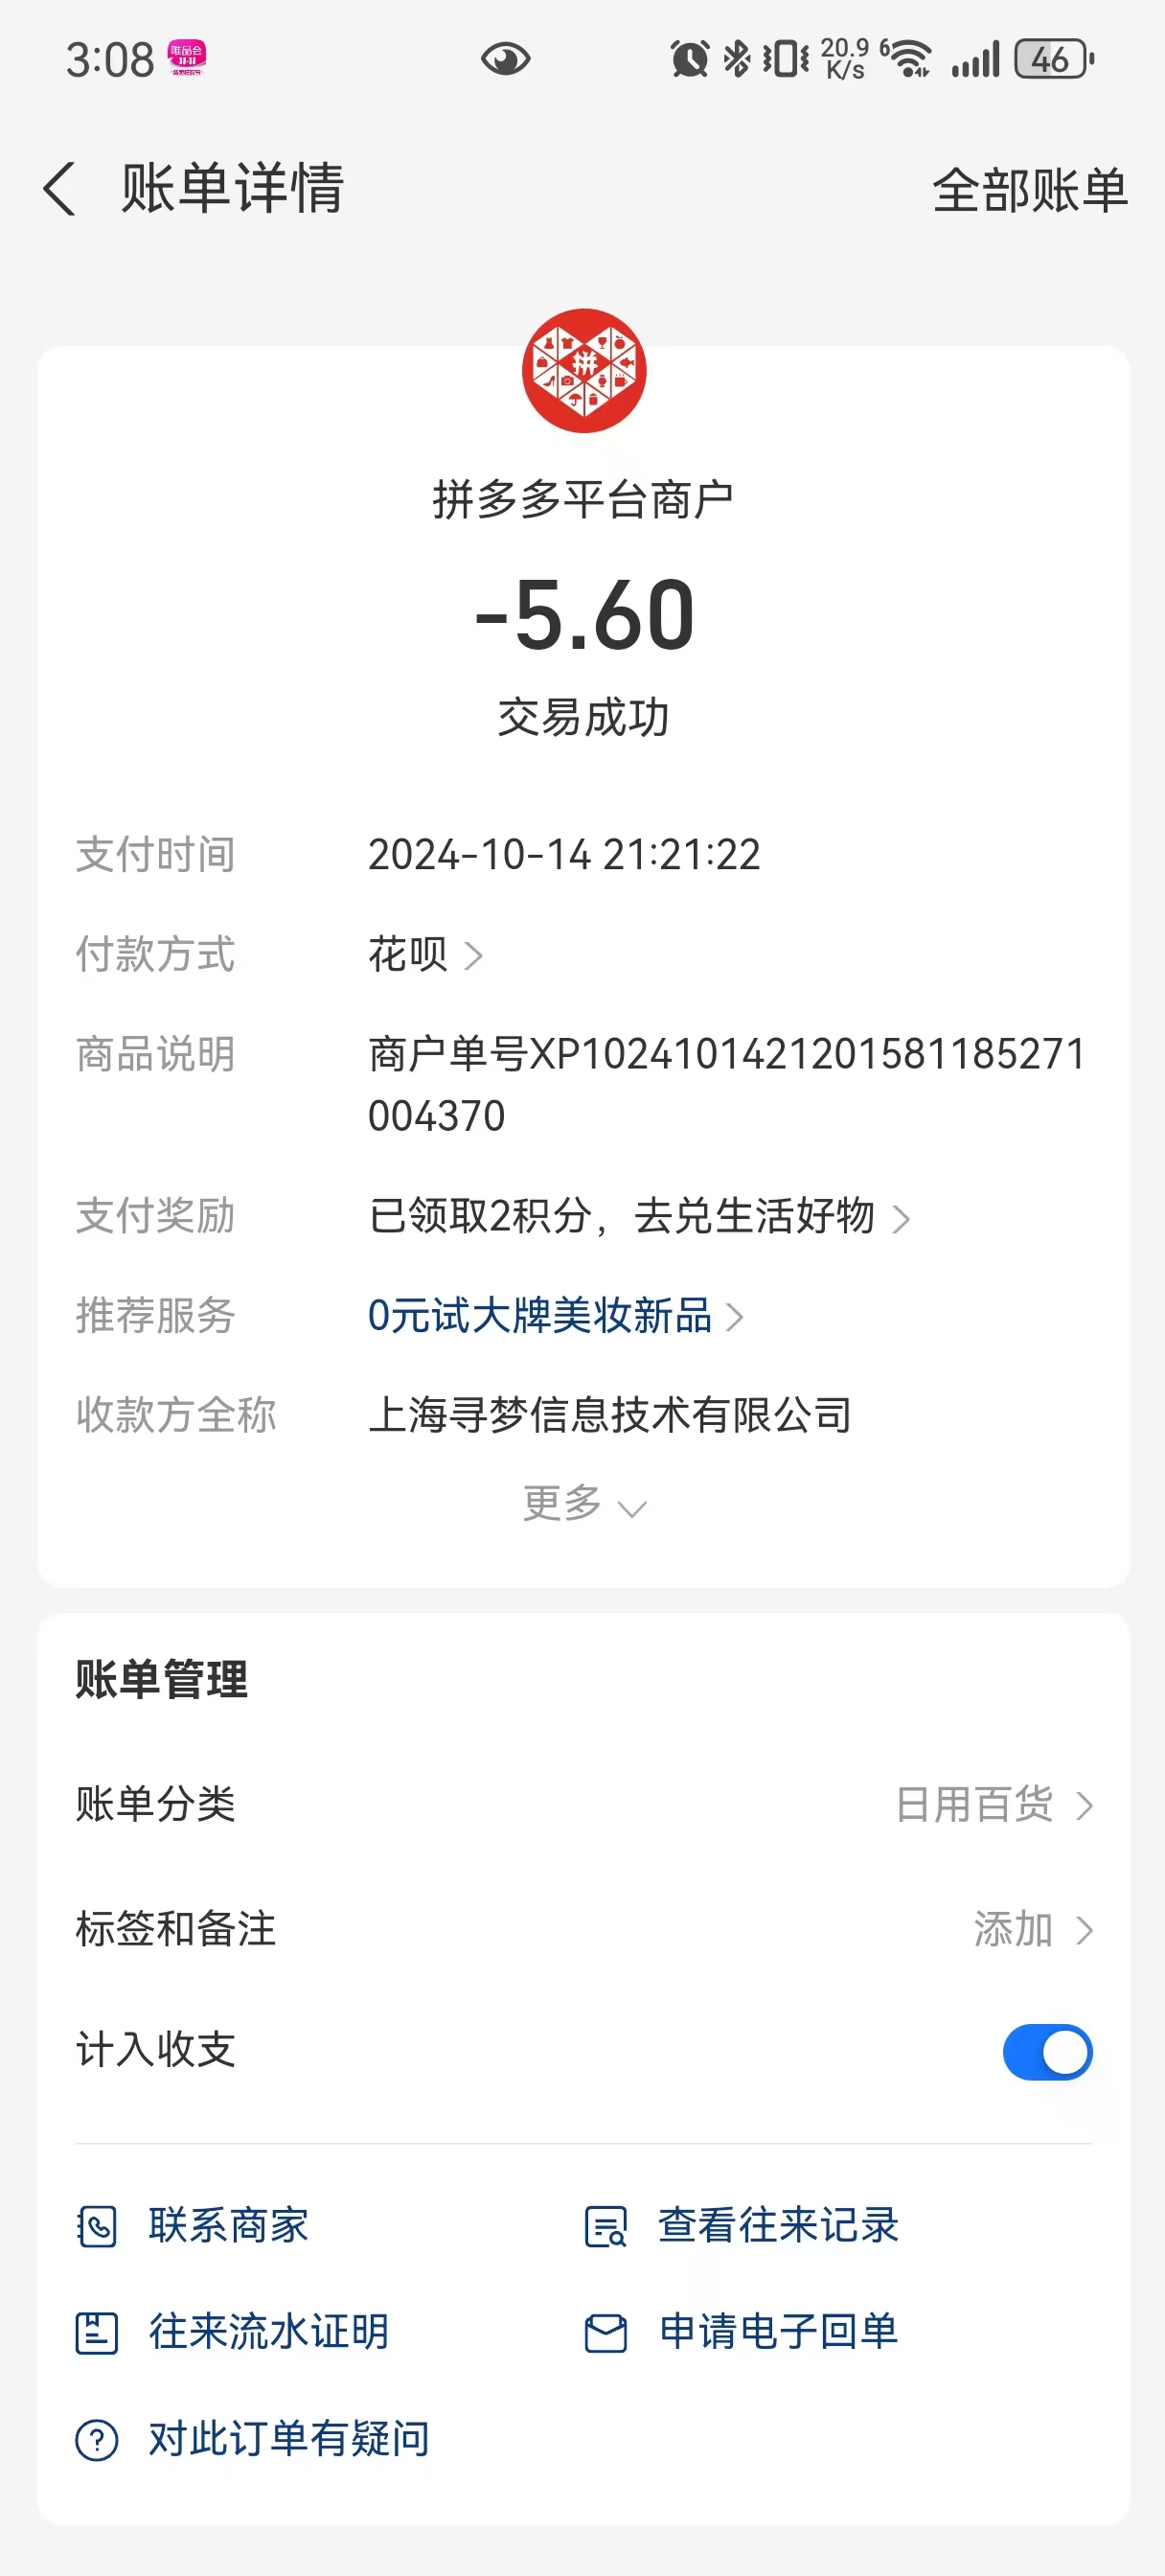 3:08
唯品会
20.9
K/s
6
46
账单详情
全部账单
拼
拼多多平台商户
-5.60
交易成功
支付时间 2024-10-14 21:21:22
付款方式 花呗
商品说明 商户单号XP1024101421201581185271
004370
支付奖励 已领取2积分，去兑生活好物
推荐服务 0元试大牌美妆新品
收款方全称 上海寻梦信息技术有限公司
更多
账单管理
账单分类 日用百货
标签和备注 添加
计入收支
联系商家 查看往来记录
往来流水证明 申请电子回单
对此订单有疑问